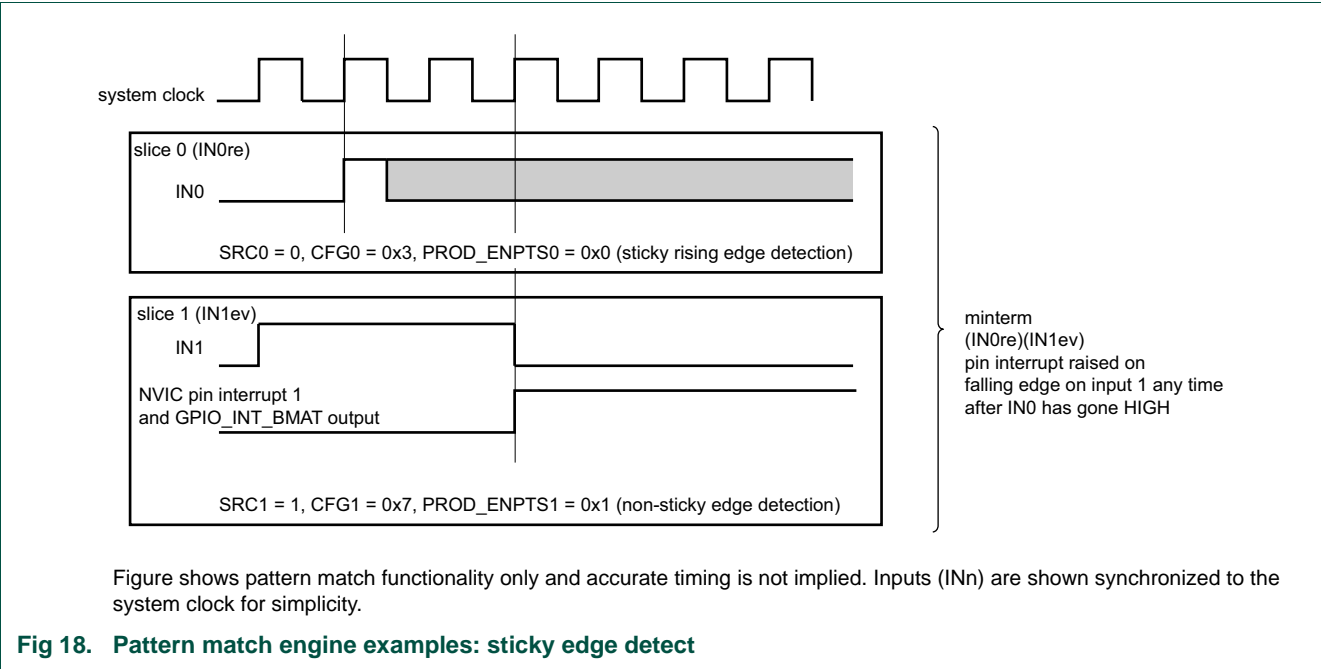 system clock
slice 0 (IN0re)
IN0
SRC0 = 0, CFG0 = 0x3, PROD_ENPTS0 = 0x0 (sticky rising edge detection)
slice 1 (IN1ev)
IN1
NVIC pin interrupt 1
and GPIO_INT_BMAT output
SRC1 = 1, CFG1 = 0x7, PROD_ENPTS1 = 0x1 (non-sticky edge detection)
minterm
(IN0re)(IN1ev)
pin interrupt raised on
falling edge on input 1 any time
after IN0 has gone HIGH
Figure shows pattern match functionality only and accurate timing is not implied. Inputs (INn) are shown synchronized to the
system clock for simplicity.
Fig 18. Pattern match engine examples: sticky edge detect